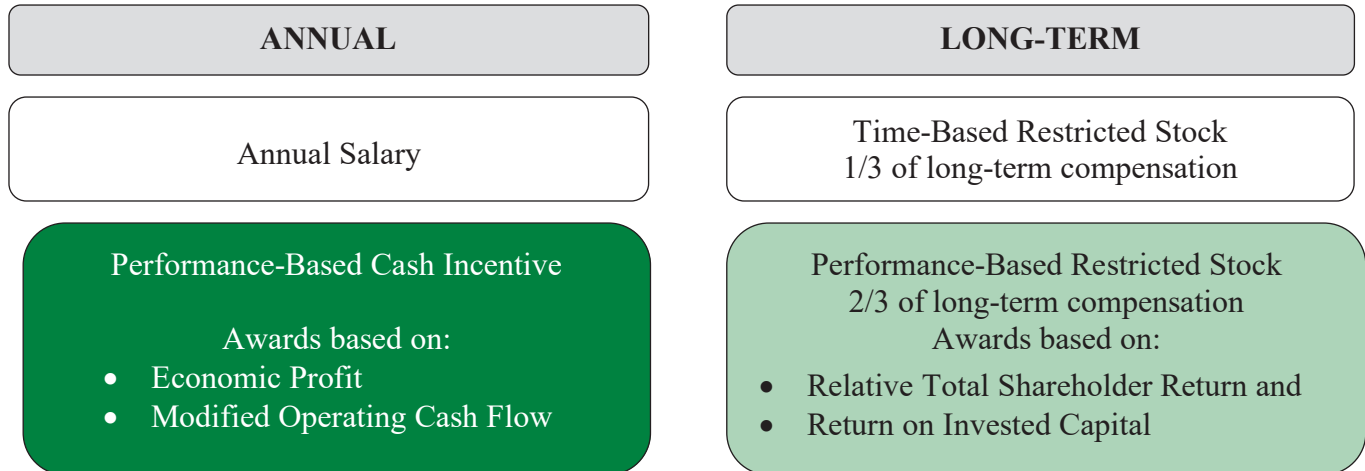 ANNUAL
Annual Salary
Performance-Based Cash Incentive
Awards based on:
• Economic Profit
• Modified Operating Cash Flow
LONG-TERM
Time-Based Restricted Stock
1/3 of long-term compensation
Performance-Based Restricted Stock
2/3 of long-term compensation
Awards based on:
• Relative Total Shareholder Return and
• Return on Invested Capital